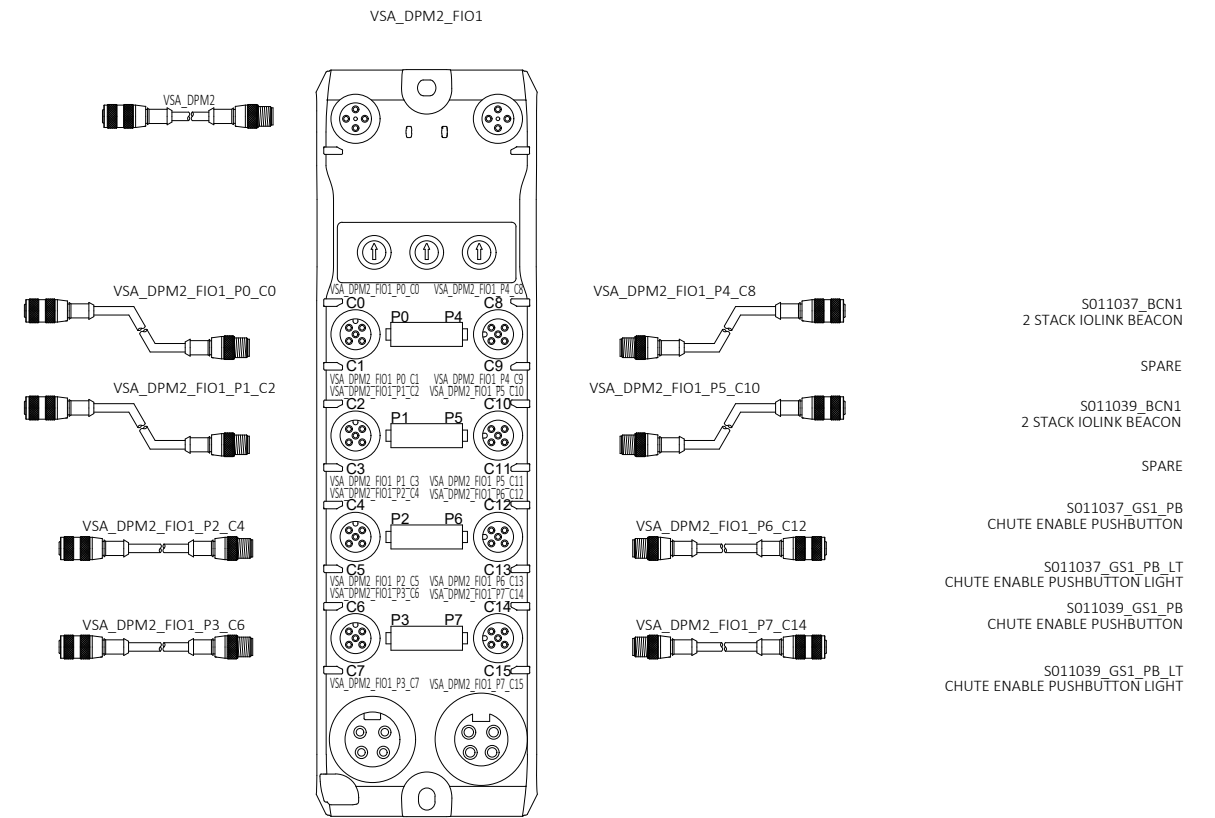 VSA_DPM2_FIO1
VSA_DPM2
VSA_DPM2_FIO1_P0_C0
VSA_DPM2_FIO1_P0_C0 VSA_DPM2_FIO1_P4_C8
VSA_DPM2_FIO1_P4_C8
C0 C8
P0 P4
S011037_BCN1
2 STACK IOLINK BEACON
C1 C9
SPARE
VSA_DPM2_FIO1_P0_C1 VSA_DPM2_FIO1_P4_C9
VSA_DPM2_FIO1_P1_C2
VSA_DPM2_FIO1_P1_C2 VSA_DPM2_FIO1_P5_C10
VSA_DPM2_FIO1_P5_C10
C2 C10
P1 P5
S011039_BCN1
2 STACK IOLINK BEACON
C3 C11
SPARE
VSA_DPM2_FIO1_P1_C3 VSA_DPM2_FIO1_P5_C11
VSA_DPM2_FIO1_P2_C4 VSA_DPM2_FIO1_P6_C12
C4 C12
P2 P6
VSA_DPM2_FIO1_P2_C4
VSA_DPM2_FIO1_P6_C12
S011037_GS1_PB
CHUTE ENABLE PUSHBUTTON
C5 C13
S011037_GS1_PB_LT
CHUTE ENABLE PUSHBUTTON LIGHT
VSA_DPM2_FIO1_P2_C5 VSA_DPM2_FIO1_P6_C13
VSA_DPM2_FIO1_P3_C6 VSA_DPM2_FIO1_P7_C14
C6 C14
P3 P7
VSA_DPM2_FIO1_P3_C6
VSA_DPM2_FIO1_P7_C14
S011039_GS1_PB
CHUTE ENABLE PUSHBUTTON
C7 C15
S011039_GS1_PB_LT
CHUTE ENABLE PUSHBUTTON LIGHT
VSA_DPM2_FIO1_P3_C7 VSA_DPM2_FIO1_P7_C15